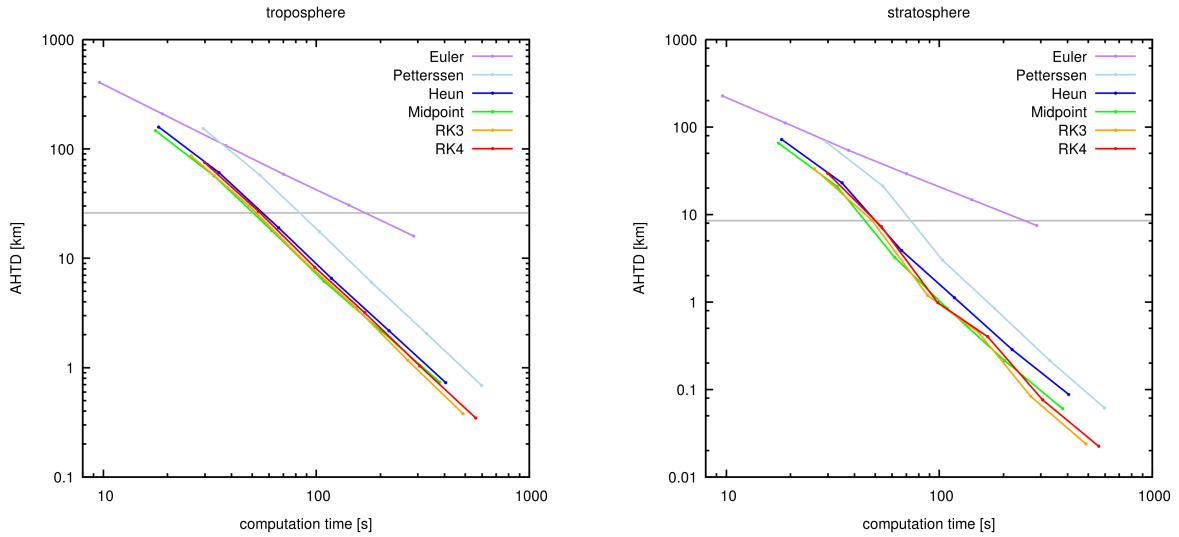 troposphere
1000
100
10
1
0.1
10
100
1000
AHTD [km]
computation time [s]
Euler
Petterssen
Heun
Midpoint
RK3
RK4
stratosphere
1000
100
10
1
0.1
0.01
10
100
1000
AHTD [km]
computation time [s]
Euler
Petterssen
Heun
Midpoint
RK3
RK4